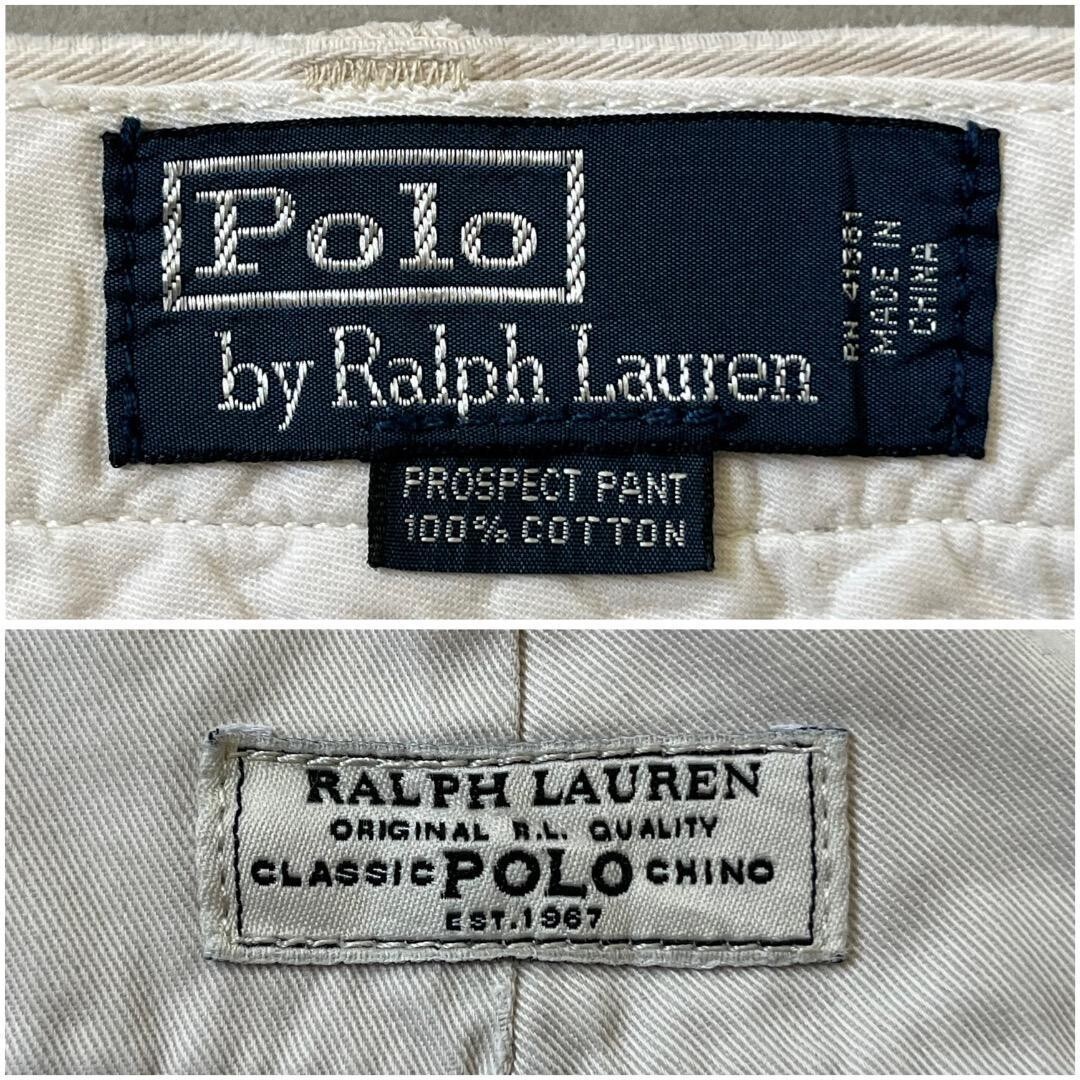 Polo
by Ralph Lauren
RN 41381
MADE IN
CHINA
PROSPECT PANT
100% COTTON
RALPH LAUREN
ORIGINAL R.L. QUALITY
CLASSIC POLO CHINO
EST.1967